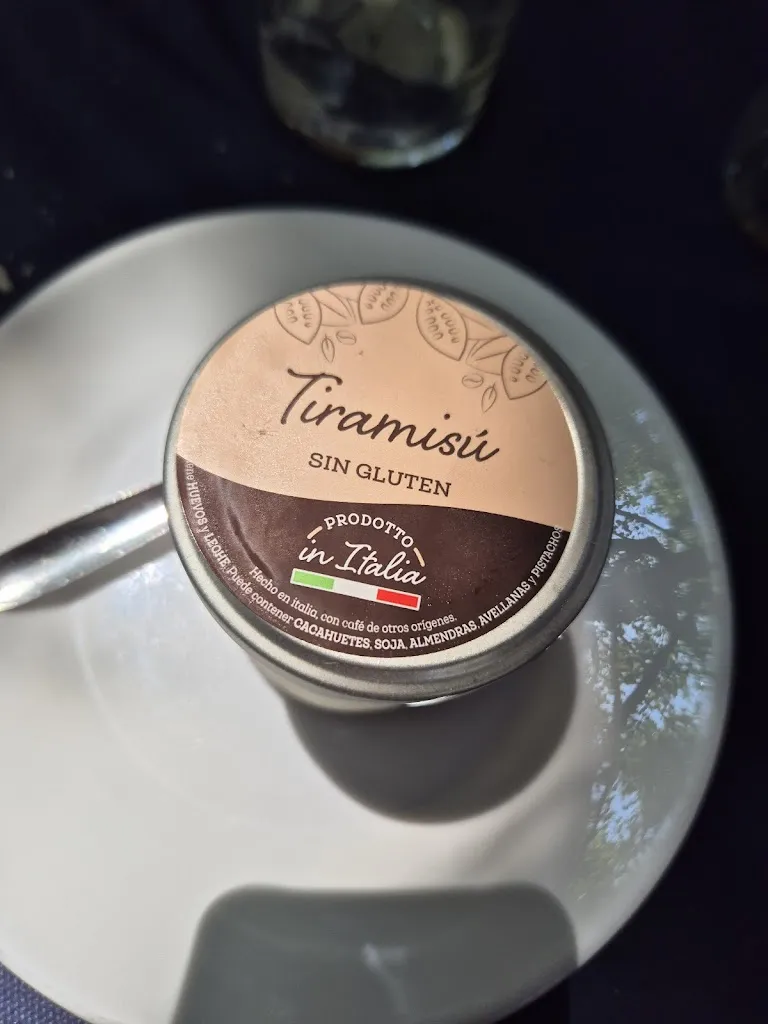 Tiramisú
SIN GLUTEN
PRODOTTO
in Italia
Hecho en italia, con café de otros orígenes.
HUEVOS y LECHE. Puede contener CACAHUETES, SOJA, ALMENDRAS, AVELLANAS y PISTACHOS